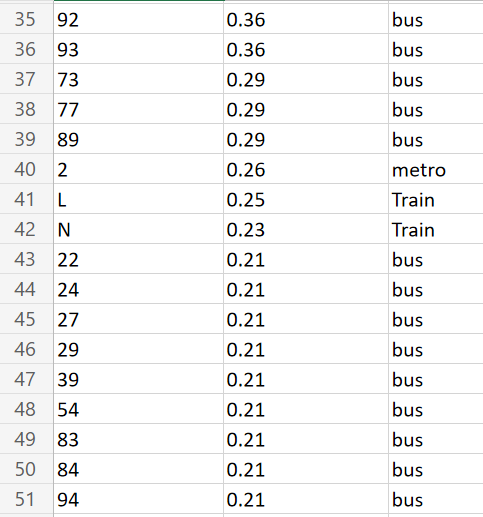 35 92 0.36 bus
36 93 0.36 bus
37 73 0.29 bus
38 77 0.29 bus
39 89 0.29 bus
40 2 0.26 metro
41 L 0.25 Train
42 N 0.23 Train
43 22 0.21 bus
44 24 0.21 bus
45 27 0.21 bus
46 29 0.21 bus
47 39 0.21 bus
48 54 0.21 bus
49 83 0.21 bus
50 84 0.21 bus
51 94 0.21 bus